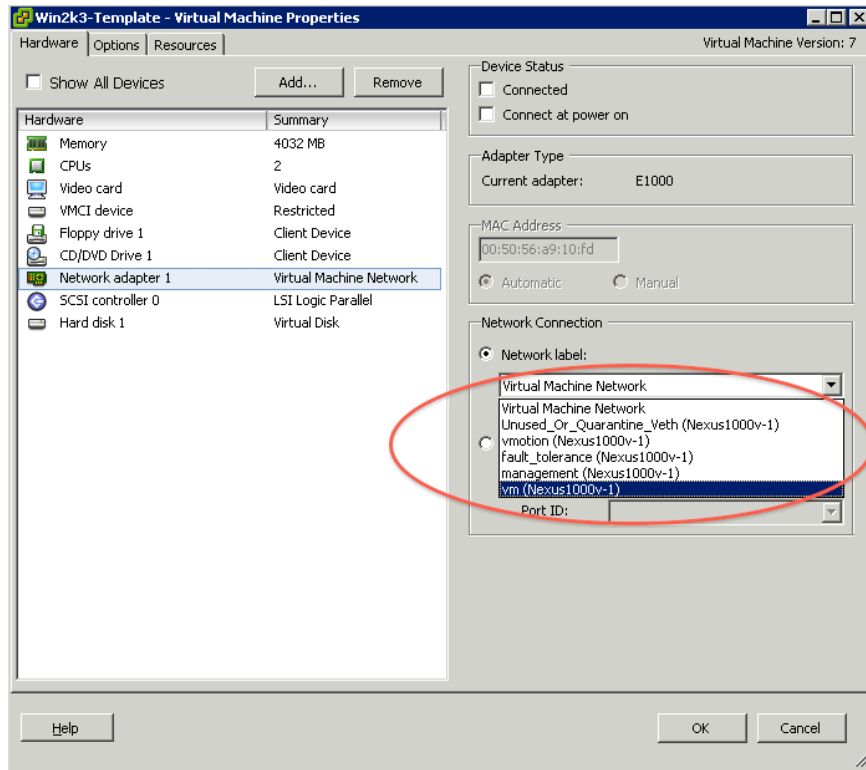 Win2k3-Template - Virtual Machine Properties
Hardware Options Resources
Virtual Machine Version: 7
Show All Devices
Add...
Remove
Hardware Summary
Memory 4032 MB
CPUs 2
Video card Video card
VMCI device Restricted
Floppy drive 1 Client Device
CD/DVD Drive 1 Client Device
Network adapter 1 Virtual Machine Network
SCSI controller 0 LSI Logic Parallel
Hard disk 1 Virtual Disk
Device Status
Connected
Connect at power on
Adapter Type
Current adapter: E1000
MAC Address
00:50:56:a9:10:fd
Automatic Manual
Network Connection
Network label:
Virtual Machine Network
Virtual Machine Network
Unused_Or_Quarantine_Veth (Nexus1000v-1)
vmotion (Nexus1000v-1)
fault_tolerance (Nexus1000v-1)
management (Nexus1000v-1)
vm (Nexus1000v-1)
Port ID:
Help
OK
Cancel